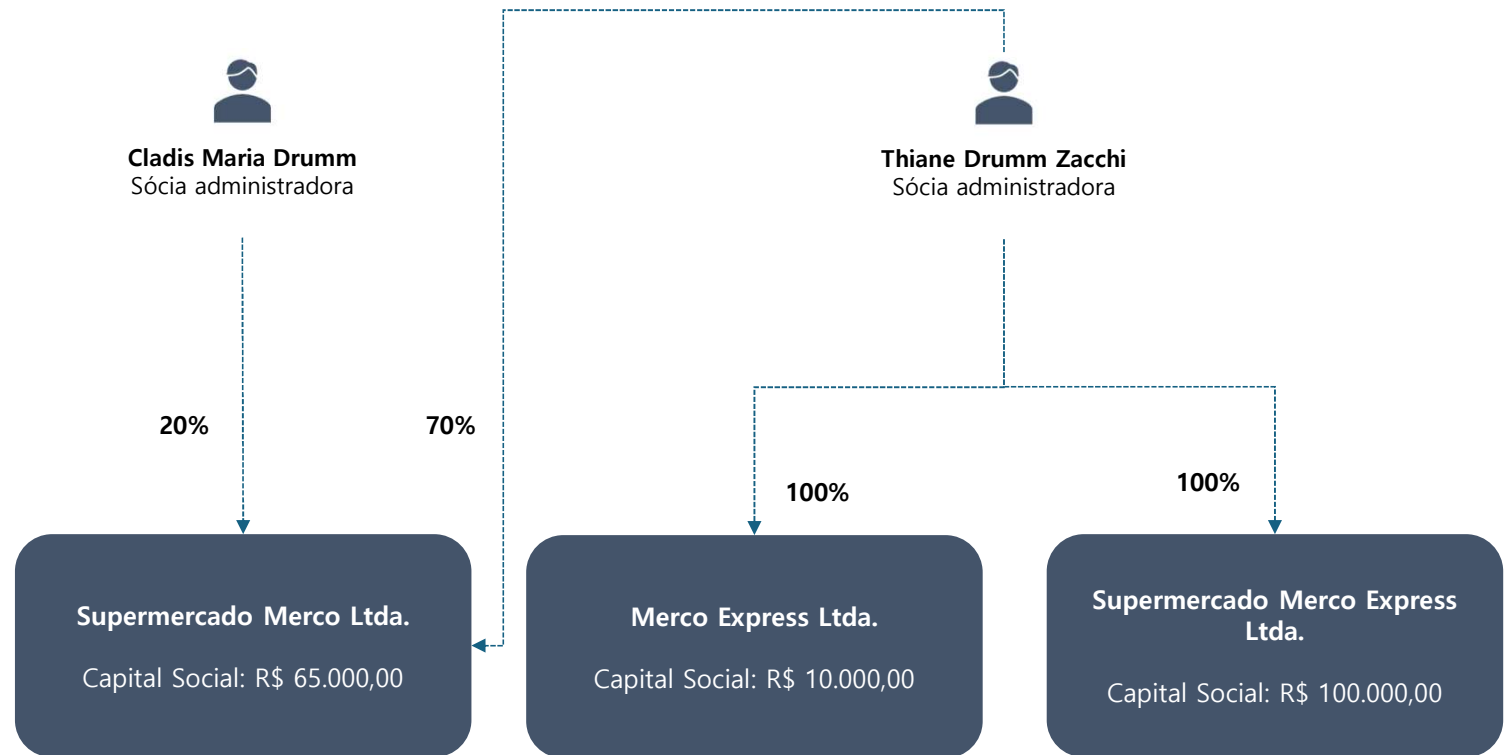 Cladis Maria Drumm
Sócia administradora
Thiane Drumm Zacchi
Sócia administradora
20%
70%
100%
100%
Supermercado Merco Ltda.
Capital Social: R$ 65.000,00
Merco Express Ltda.
Capital Social: R$ 10.000,00
Supermercado Merco Express
Ltda.
Capital Social: R$ 100.000,00